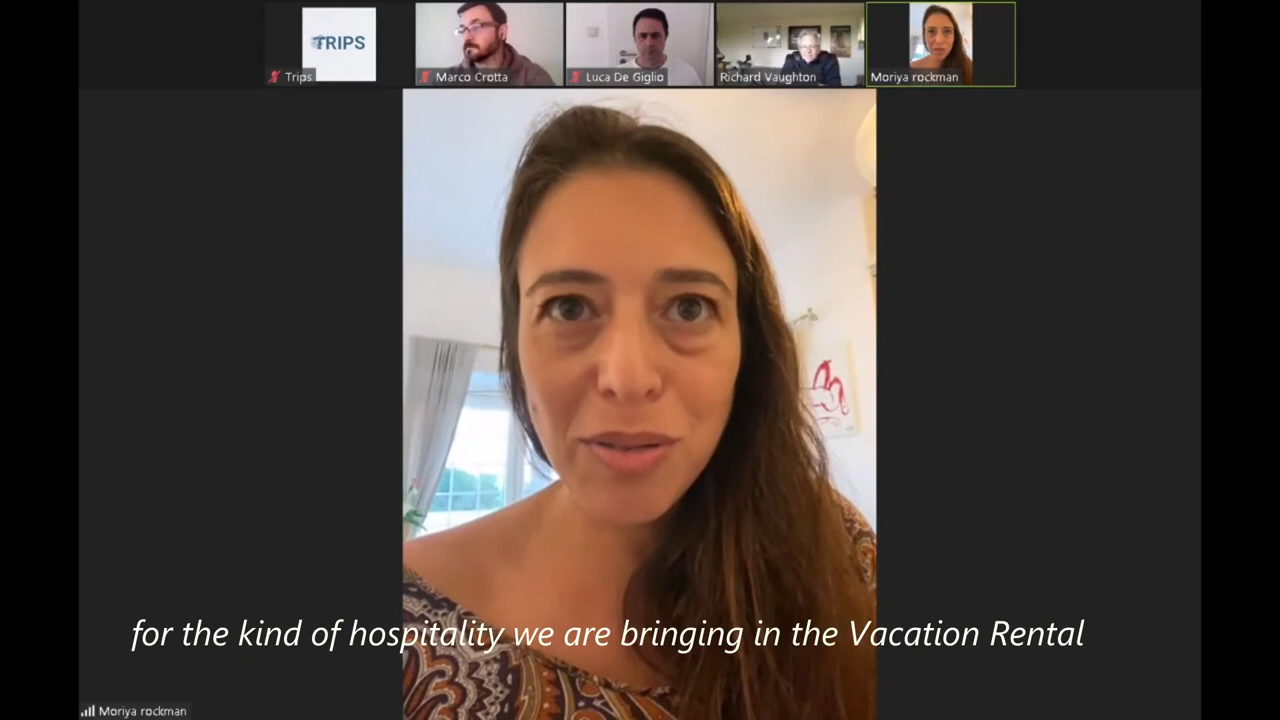 TRIPS
Trips
Marco Crotta
Luca De Giglio
Richard Vaughton
Moriya rockman
for the kind of hospitality we are bringing in the Vacation Rental
Moriya rockman